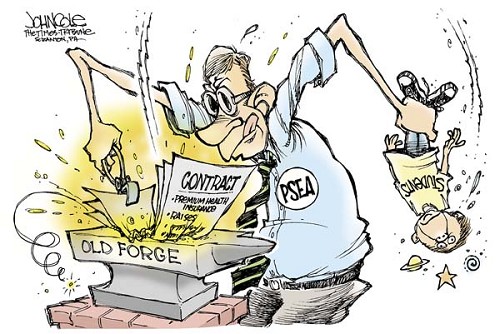 JOHN COLE
THE TIMES-TRIBUNE
SCRANTON, PA
CONTRACT
•PREMIUM HEALTH
INSURANCE
•RAISES
PSEA
STUDENTS
OLD FORGE